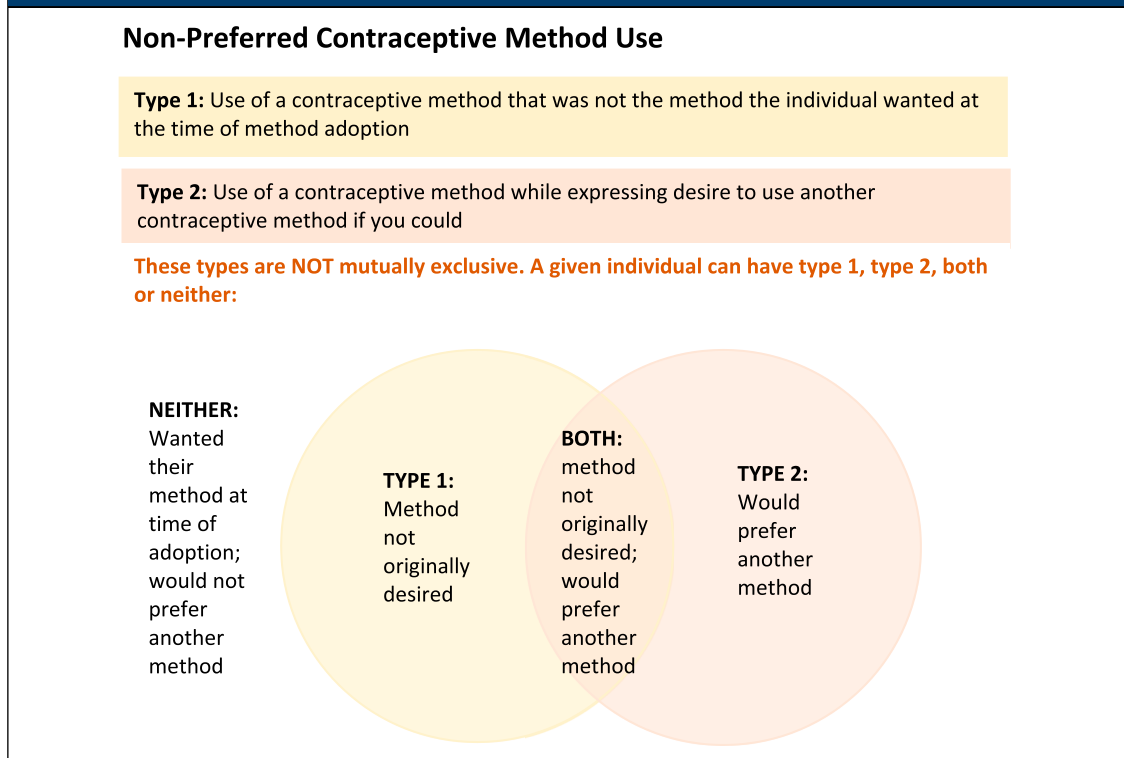 Non-Preferred Contraceptive Method Use
Type 1: Use of a contraceptive method that was not the method the individual wanted at
the time of method adoption
Type 2: Use of a contraceptive method while expressing desire to use another
contraceptive method if you could
These types are NOT mutually exclusive. A given individual can have type 1, type 2, both
or neither:
NEITHER:
Wanted
their
method at
time of
adoption;
would not
prefer
another
method
TYPE 1:
Method
not
originally
desired
BOTH:
method
not
originally
desired;
would
prefer
another
method
TYPE 2:
Would
prefer
another
method